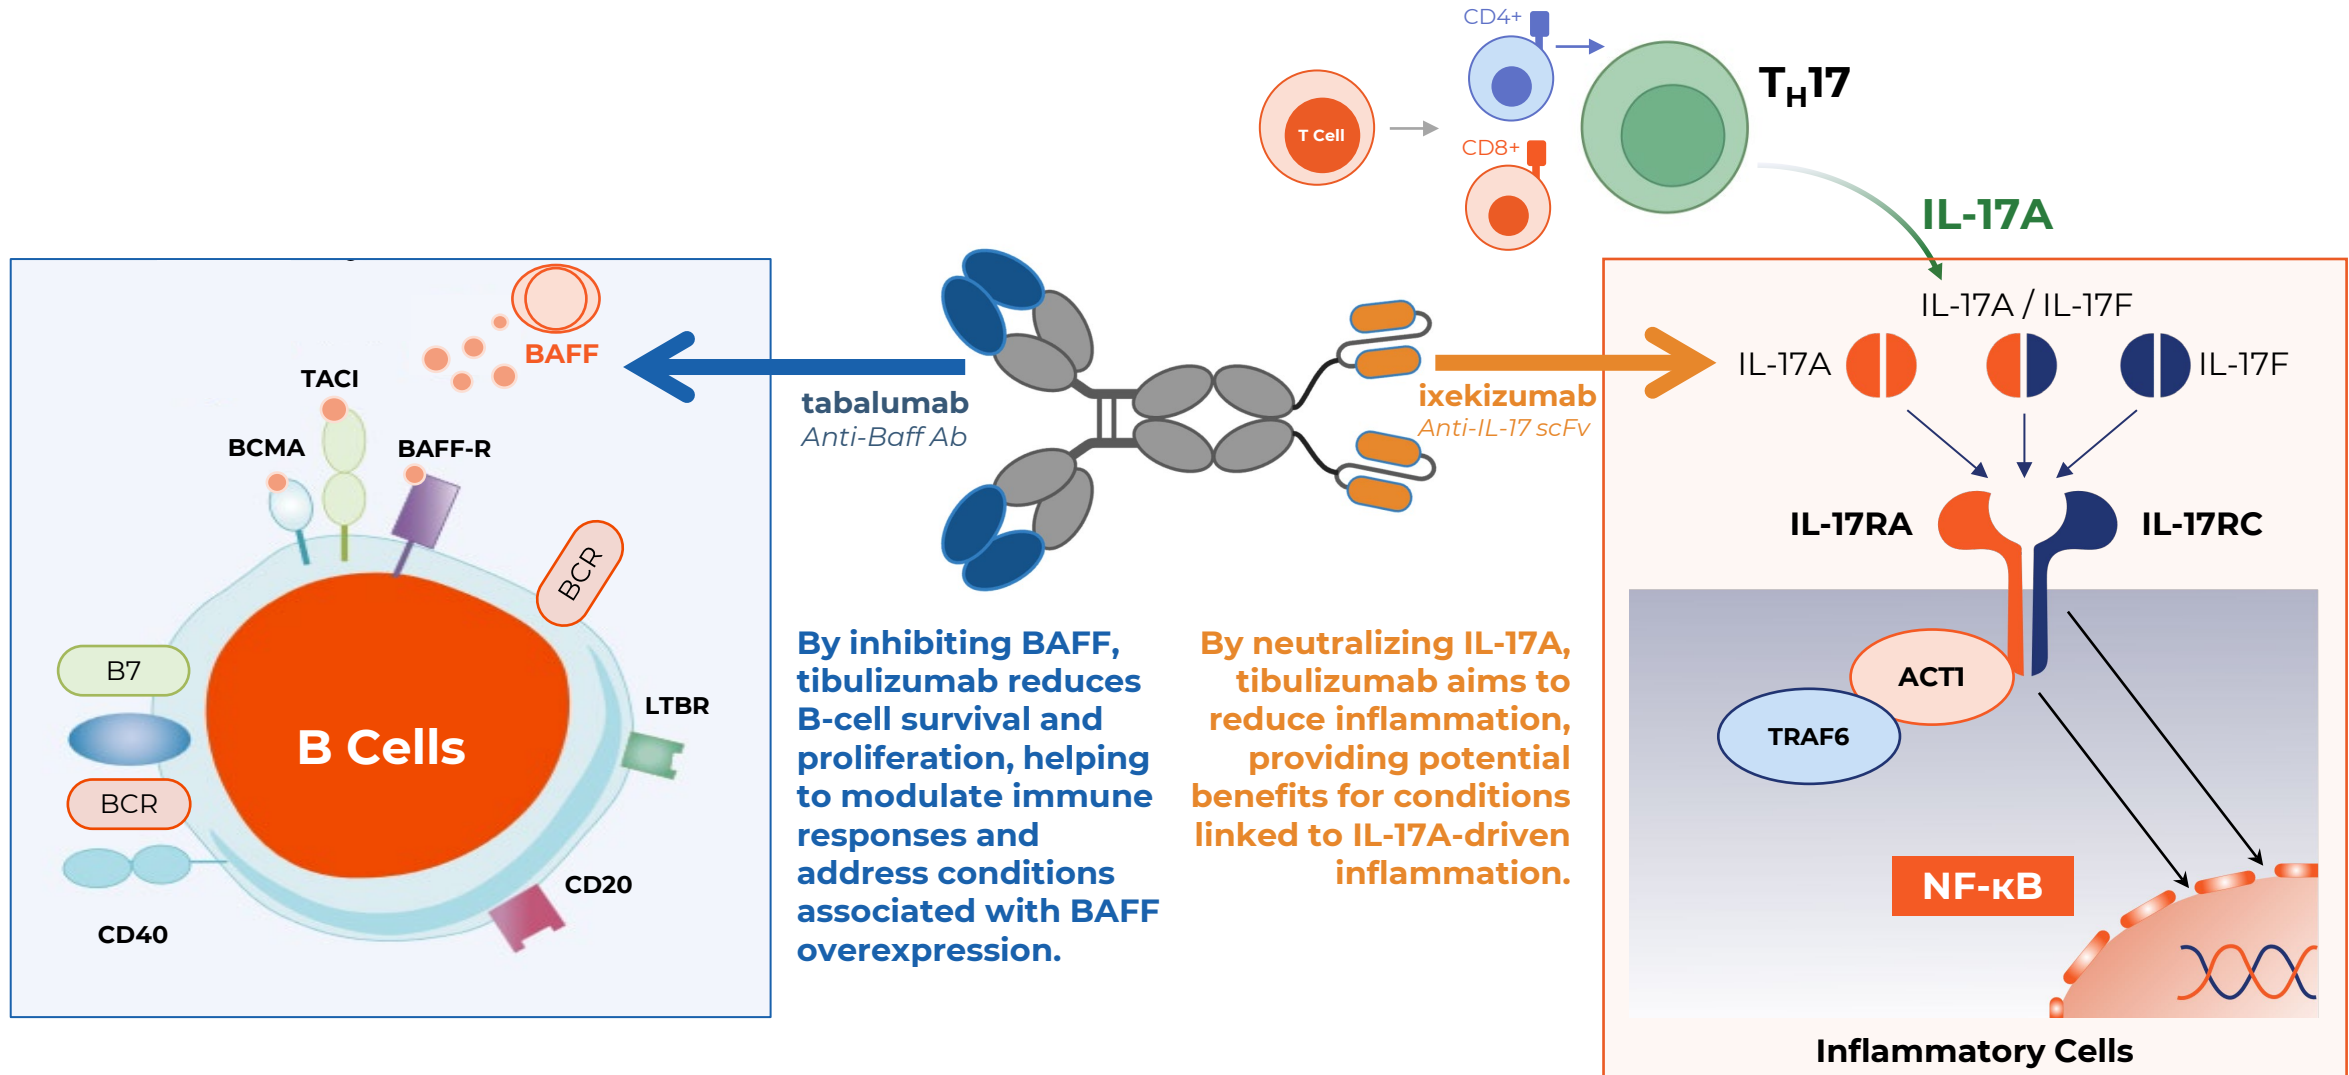 CD4+
T Cell
CD8+
TH17
IL-17A
BAFF
TACI
BCMA
BAFF-R
BCR
B7
BCR
CD40
B Cells
LTBR
CD20
tabalumab
Anti-Baff Ab
ixekizumab
Anti-IL-17 scFv
By inhibiting BAFF,
tibulizumab reduces
B-cell survival and
proliferation, helping
to modulate immune
responses and
address conditions
associated with BAFF
overexpression.
By neutralizing IL-17A,
tibulizumab aims to
reduce inflammation,
providing potential
benefits for conditions
linked to IL-17A-driven
inflammation.
IL-17A / IL-17F
IL-17A
IL-17F
IL-17RA
IL-17RC
ACT1
TRAF6
NF-κB
Inflammatory Cells